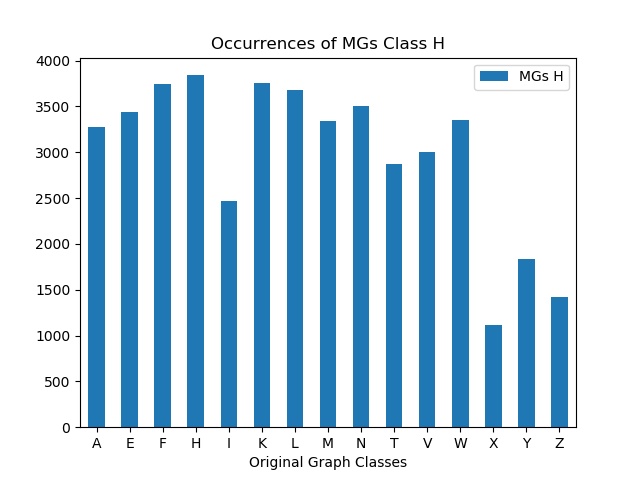 Occurrences of MGs Class H
MGs H
4000
3500
3000
2500
2000
1500
1000
500
0
A E F H I K L M N T V W X Y Z
Original Graph Classes